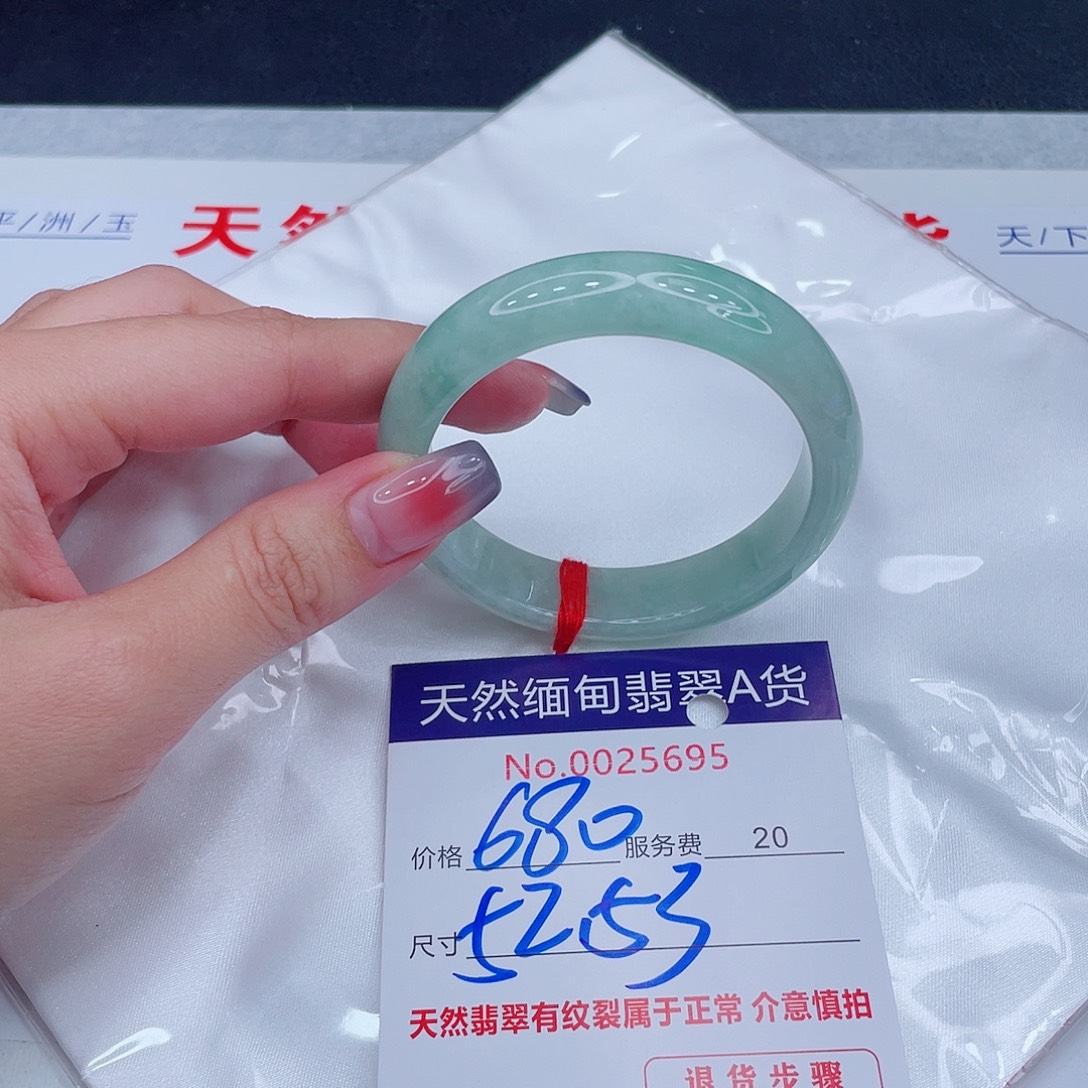 平/洲/玉
天然
天/下
天然缅甸翡翠A货
No.0025695
价格 680 服务费 20
尺寸 52.53
天然翡翠有纹裂属于正常 介意慎拍
退货步骤